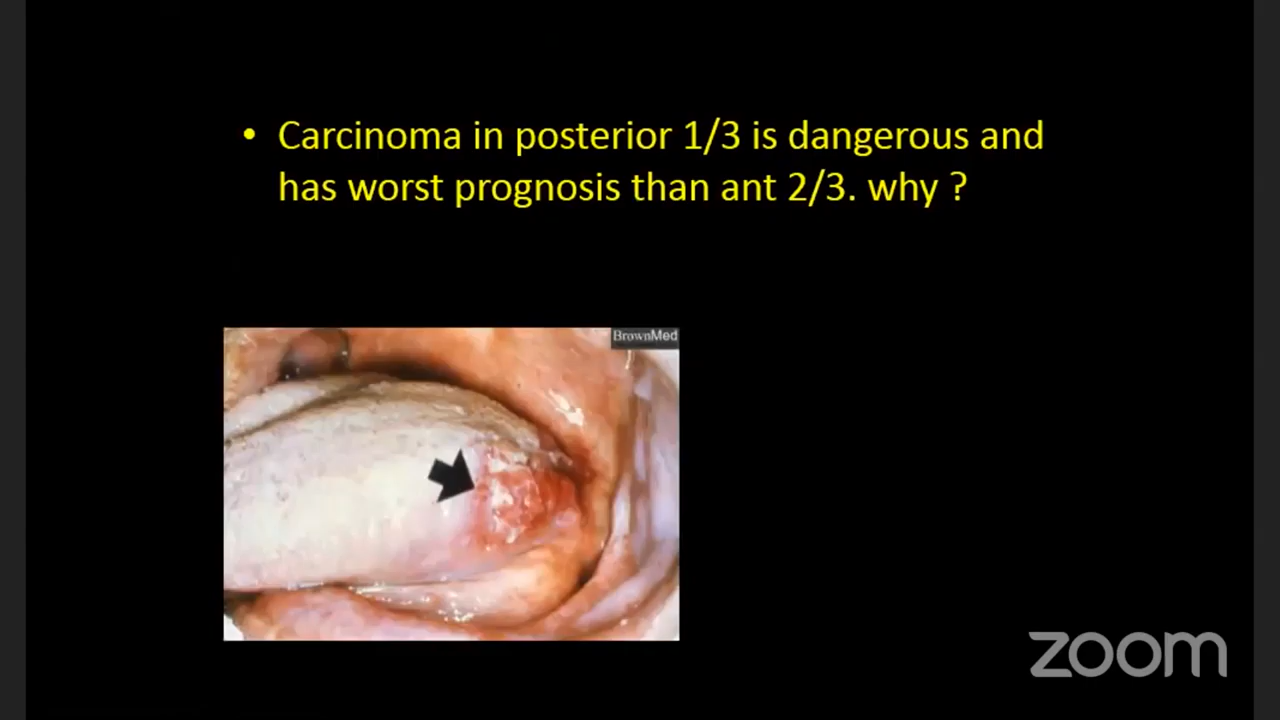 • Carcinoma in posterior 1/3 is dangerous and
has worst prognosis than ant 2/3. why ?
BrownMed
zoom